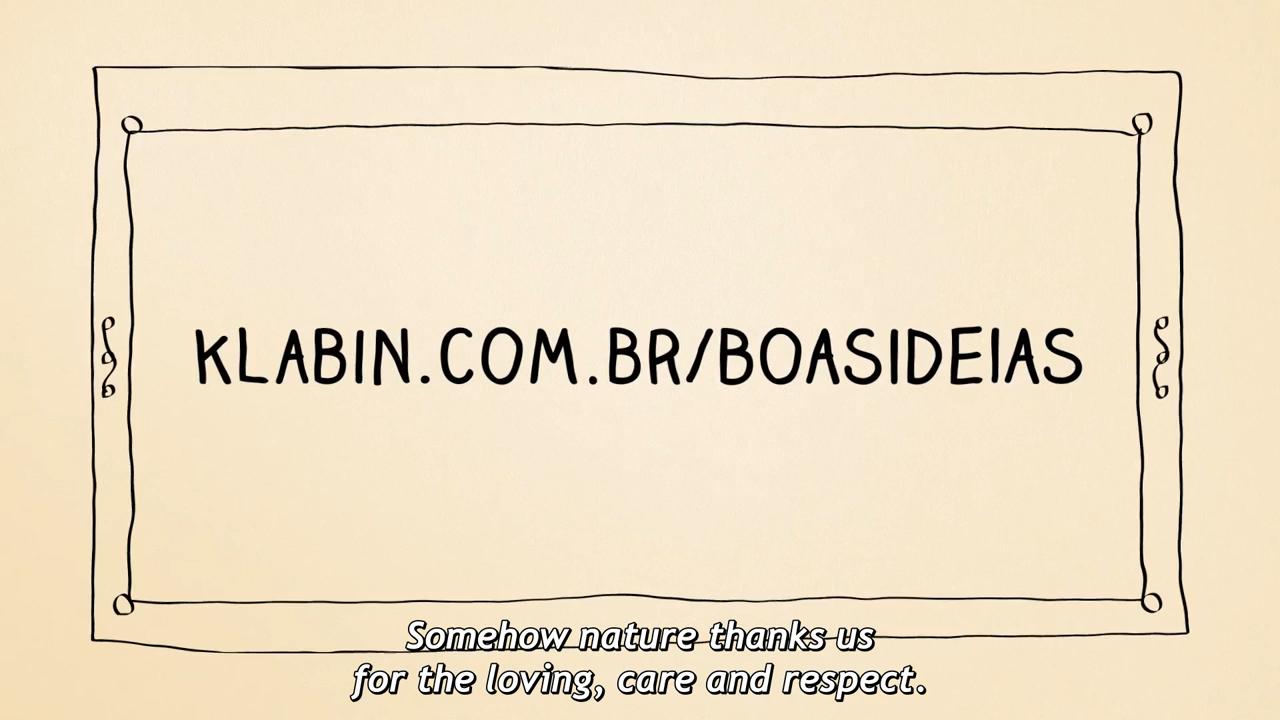 KLABIN.COM.BR/BOASIDEIAS
Somehow nature thanks us
for the loving, care and respect.